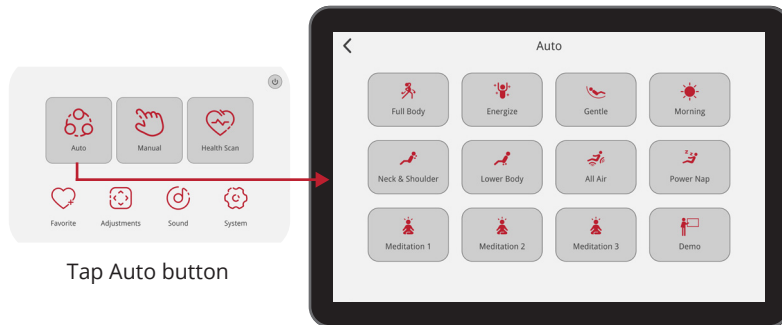 Auto Manual Health Scan
Favorite Adjustments Sound System
Tap Auto button
Auto
Full Body Energize Gentle Morning
Neck & Shoulder Lower Body All Air Power Nap
Meditation 1 Meditation 2 Meditation 3 Demo